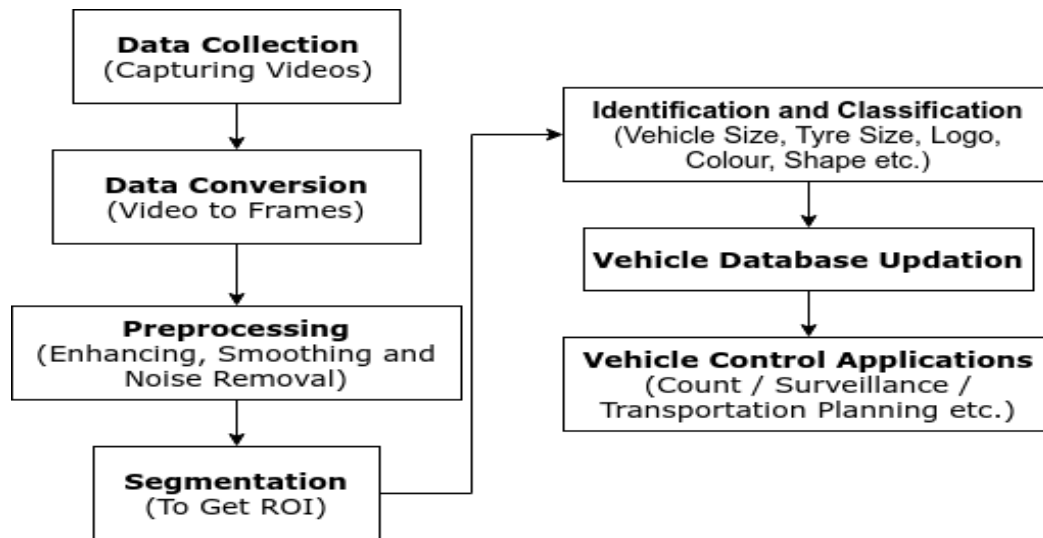 Data Collection
(Capturing Videos)
Data Conversion
(Video to Frames)
Preprocessing
(Enhancing, Smoothing and
Noise Removal)
Segmentation
(To Get ROI)
Identification and Classification
(Vehicle Size, Tyre Size, Logo,
Colour, Shape etc.)
Vehicle Database Updation
Vehicle Control Applications
(Count / Surveillance /
Transportation Planning etc.)